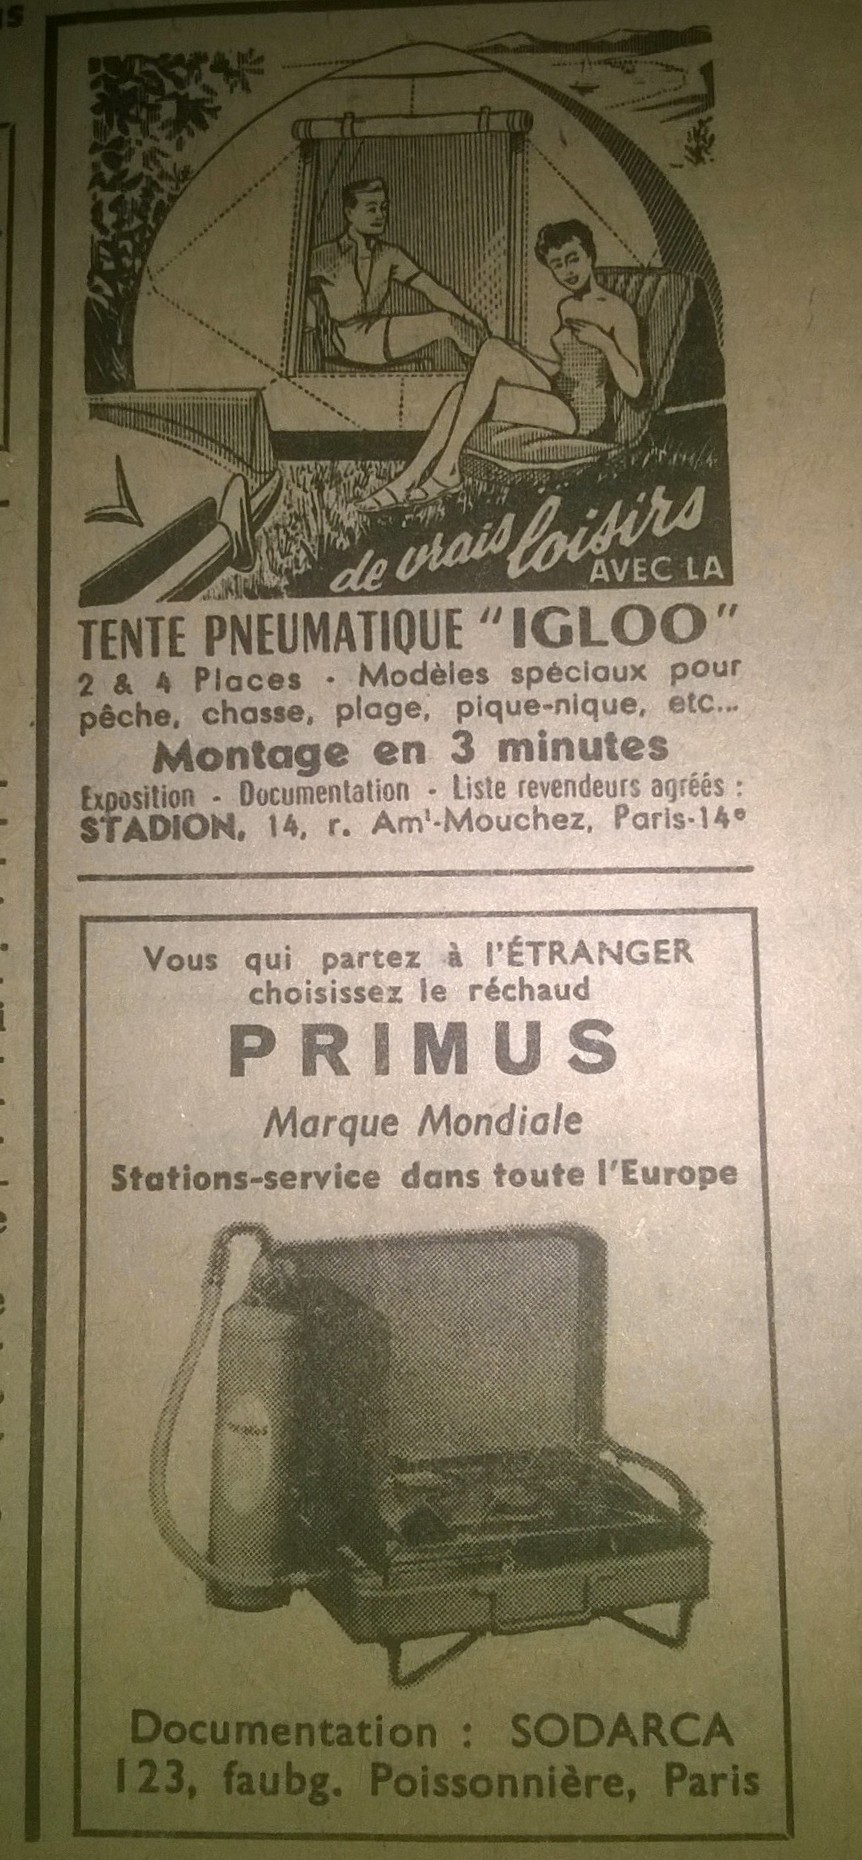 de vrais loisirs
AVEC LA
TENTE PNEUMATIQUE "IGLOO"
2 & 4 Places - Modèles spéciaux pour
pêche, chasse, plage, pique-nique, etc...
Montage en 3 minutes
Exposition - Documentation - Liste revendeurs agréés :
STADION, 14, r. Amˡ-Mouchez, Paris-14ᵉ
Vous qui partez à l'ÉTRANGER
choisissez le réchaud
PRIMUS
Marque Mondiale
Stations-service dans toute l'Europe
Documentation : SODARCA
123, faubg. Poissonnière, Paris